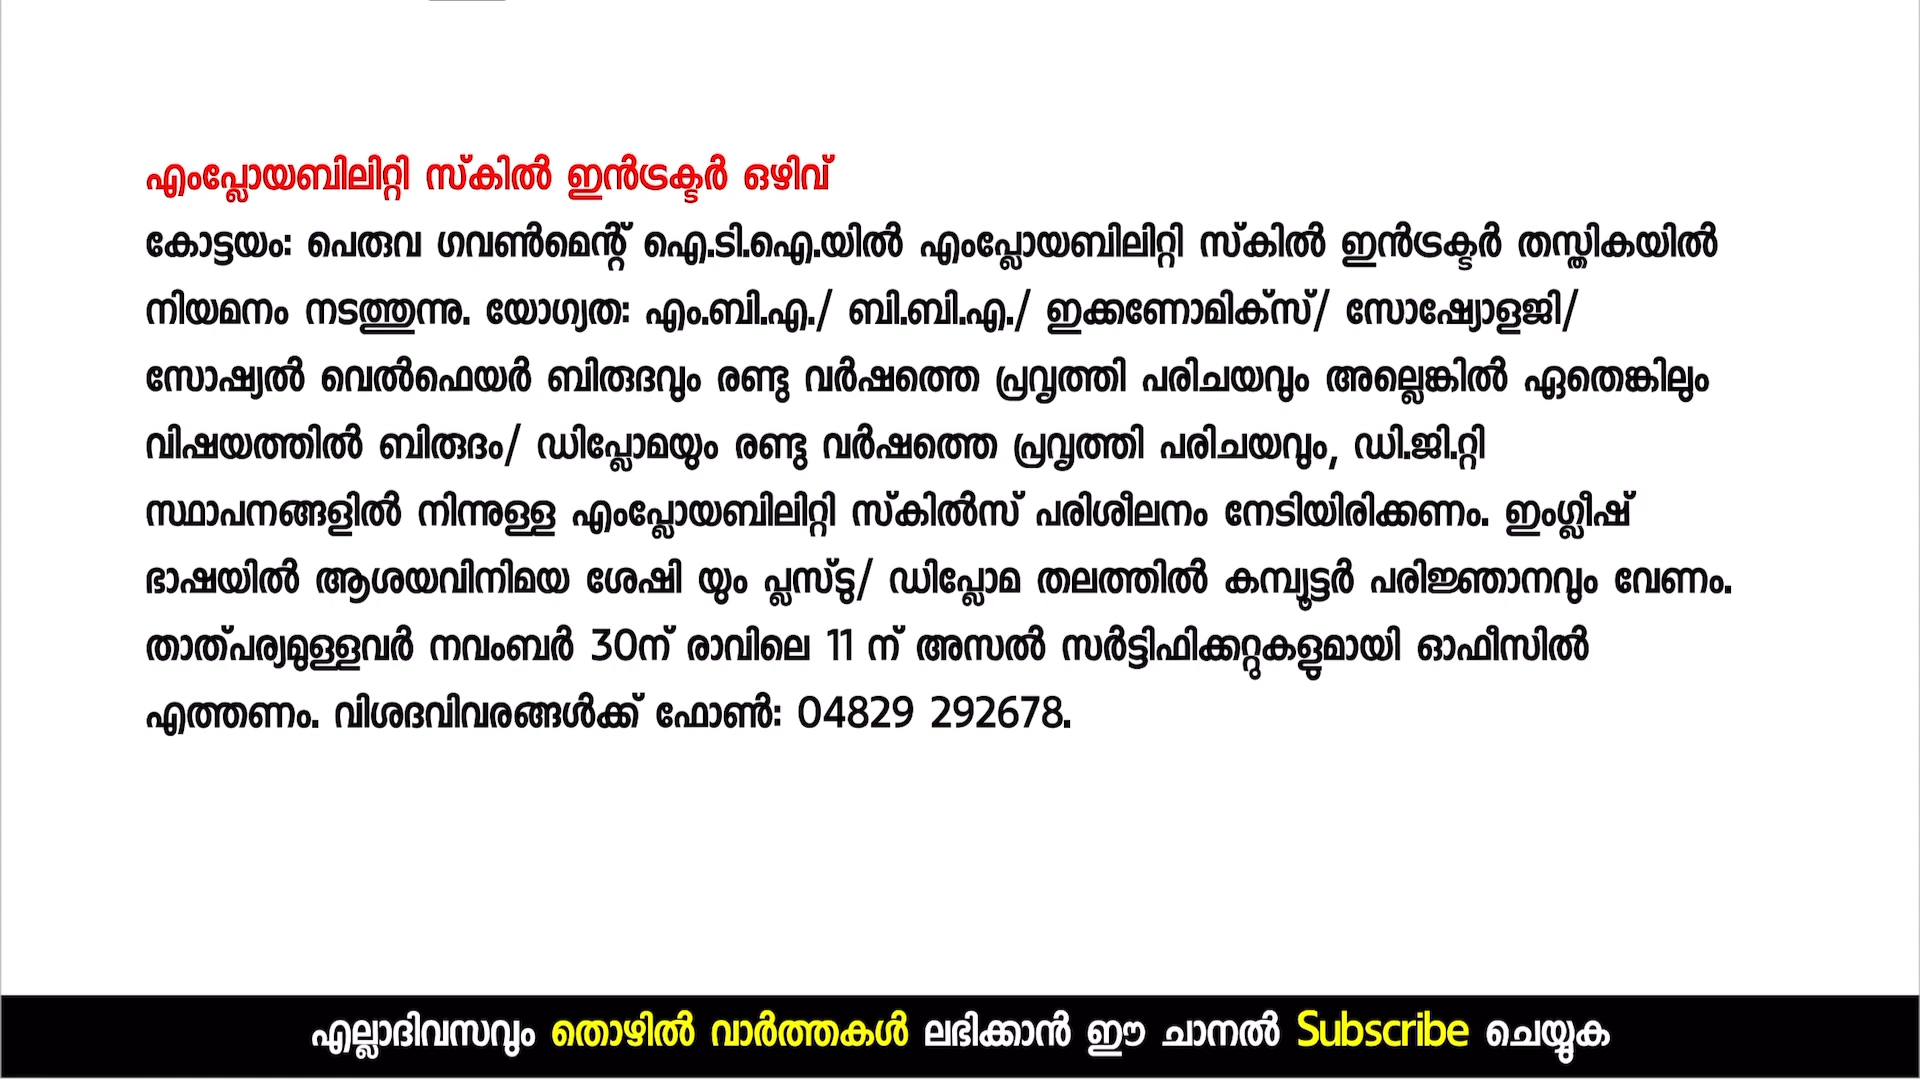 എംപ്ലോയബിലിറ്റി സ്കിൽ ഇൻട്രക്ടർ ഒഴിവ്
കോട്ടയം: പെരുവ ഗവൺമെന്റ് ഐ.ടി.ഐ.യിൽ എംപ്ലോയബിലിറ്റി സ്കിൽ ഇൻട്രക്ടർ തസ്തികയിൽ
നിയമനം നടത്തുന്നു. യോഗ്യത: എം.ബി.എ./ ബി.ബി.എ./ ഇക്കണോമിക്സ്/ സോഷ്യോളജി/
സോഷ്യൽ വെൽഫെയർ ബിരുദവും രണ്ടു വർഷത്തെ പ്രവൃത്തി പരിചയവും അല്ലെങ്കിൽ ഏതെങ്കിലും
വിഷയത്തിൽ ബിരുദം/ ഡിപ്ലോമയും രണ്ടു വർഷത്തെ പ്രവൃത്തി പരിചയവും, ഡി.ജി.റ്റി
സ്ഥാപനങ്ങളിൽ നിന്നുള്ള എംപ്ലോയബിലിറ്റി സ്കിൽസ് പരിശീലനം നേടിയിരിക്കണം. ഇംഗ്ലീഷ്
ഭാഷയിൽ ആശയവിനിമയ ശേഷി യും പ്ലസ്ടു/ ഡിപ്ലോമ തലത്തിൽ കമ്പ്യൂട്ടർ പരിജ്ഞാനവും വേണം.
താത്പര്യമുള്ളവർ നവംബർ 30ന് രാവിലെ 11 ന് അസൽ സർട്ടിഫിക്കറ്റുകളുമായി ഓഫീസിൽ
എത്തണം. വിശദവിവരങ്ങൾക്ക് ഫോൺ: 04829 292678.
എല്ലാദിവസവും തൊഴിൽ വാർത്തകൾ ലഭിക്കാൻ ഈ ചാനൽ Subscribe ചെയ്യുക